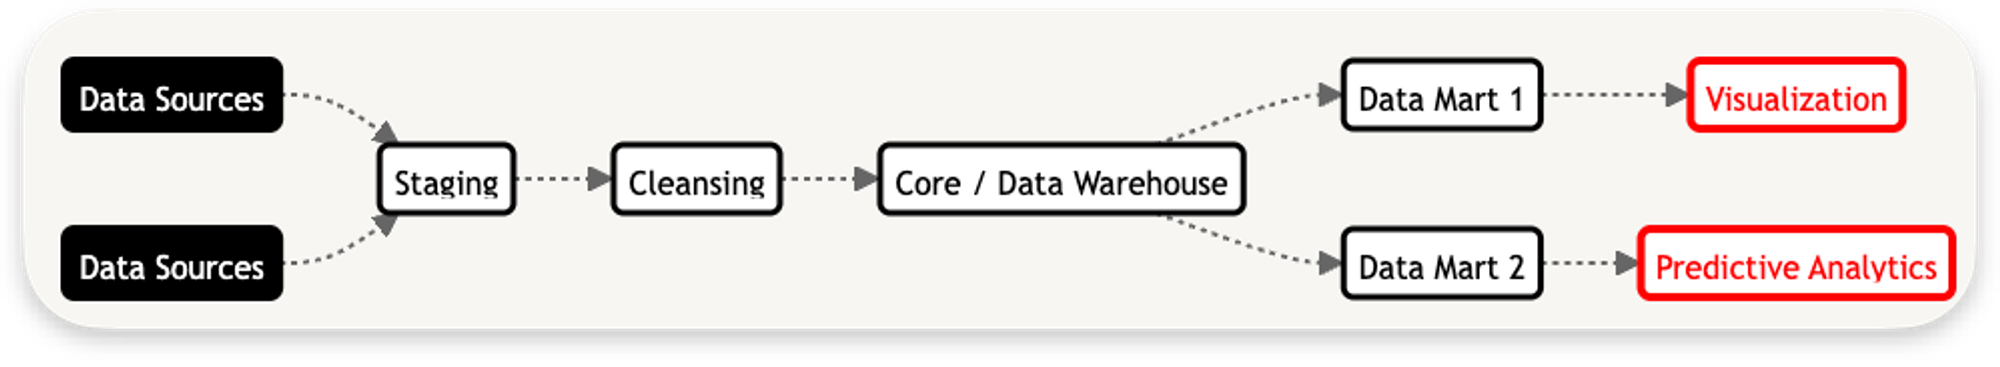 Data Sources
Data Sources
Staging
Cleansing
Core / Data Warehouse
Data Mart 1
Data Mart 2
Visualization
Predictive Analytics